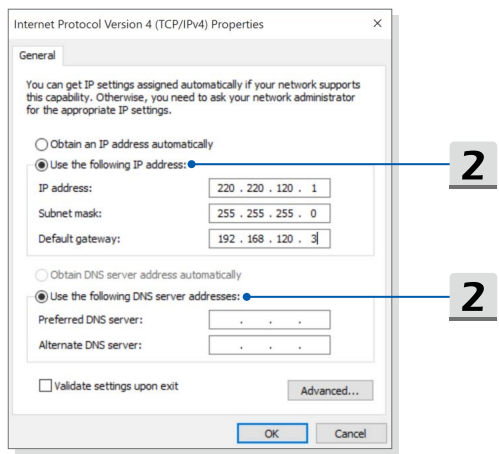 Internet Protocol Version 4 (TCP/IPv4) Properties
General
You can get IP settings assigned automatically if your network supports
this capability. Otherwise, you need to ask your network administrator
for the appropriate IP settings.
Obtain an IP address automatically
Use the following IP address:
2
IP address: 220 . 220 . 120 . 1
Subnet mask: 255 . 255 . 255 . 0
Default gateway: 192 . 168 . 120 . 3
Obtain DNS server address automatically
Use the following DNS server addresses:
2
Preferred DNS server: . . .
Alternate DNS server: . . .
Validate settings upon exit
Advanced...
OK Cancel